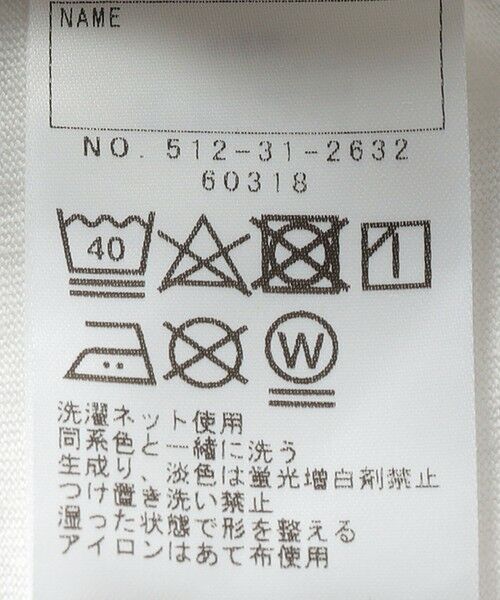 NAME
NO. 512-31-2632
60318
40
W
洗濯ネット使用
同系色と一緒に洗う
生成り、淡色は蛍光増白剤禁止
つけ置き洗い禁止
湿った状態で形を整える
アイロンはあて布使用